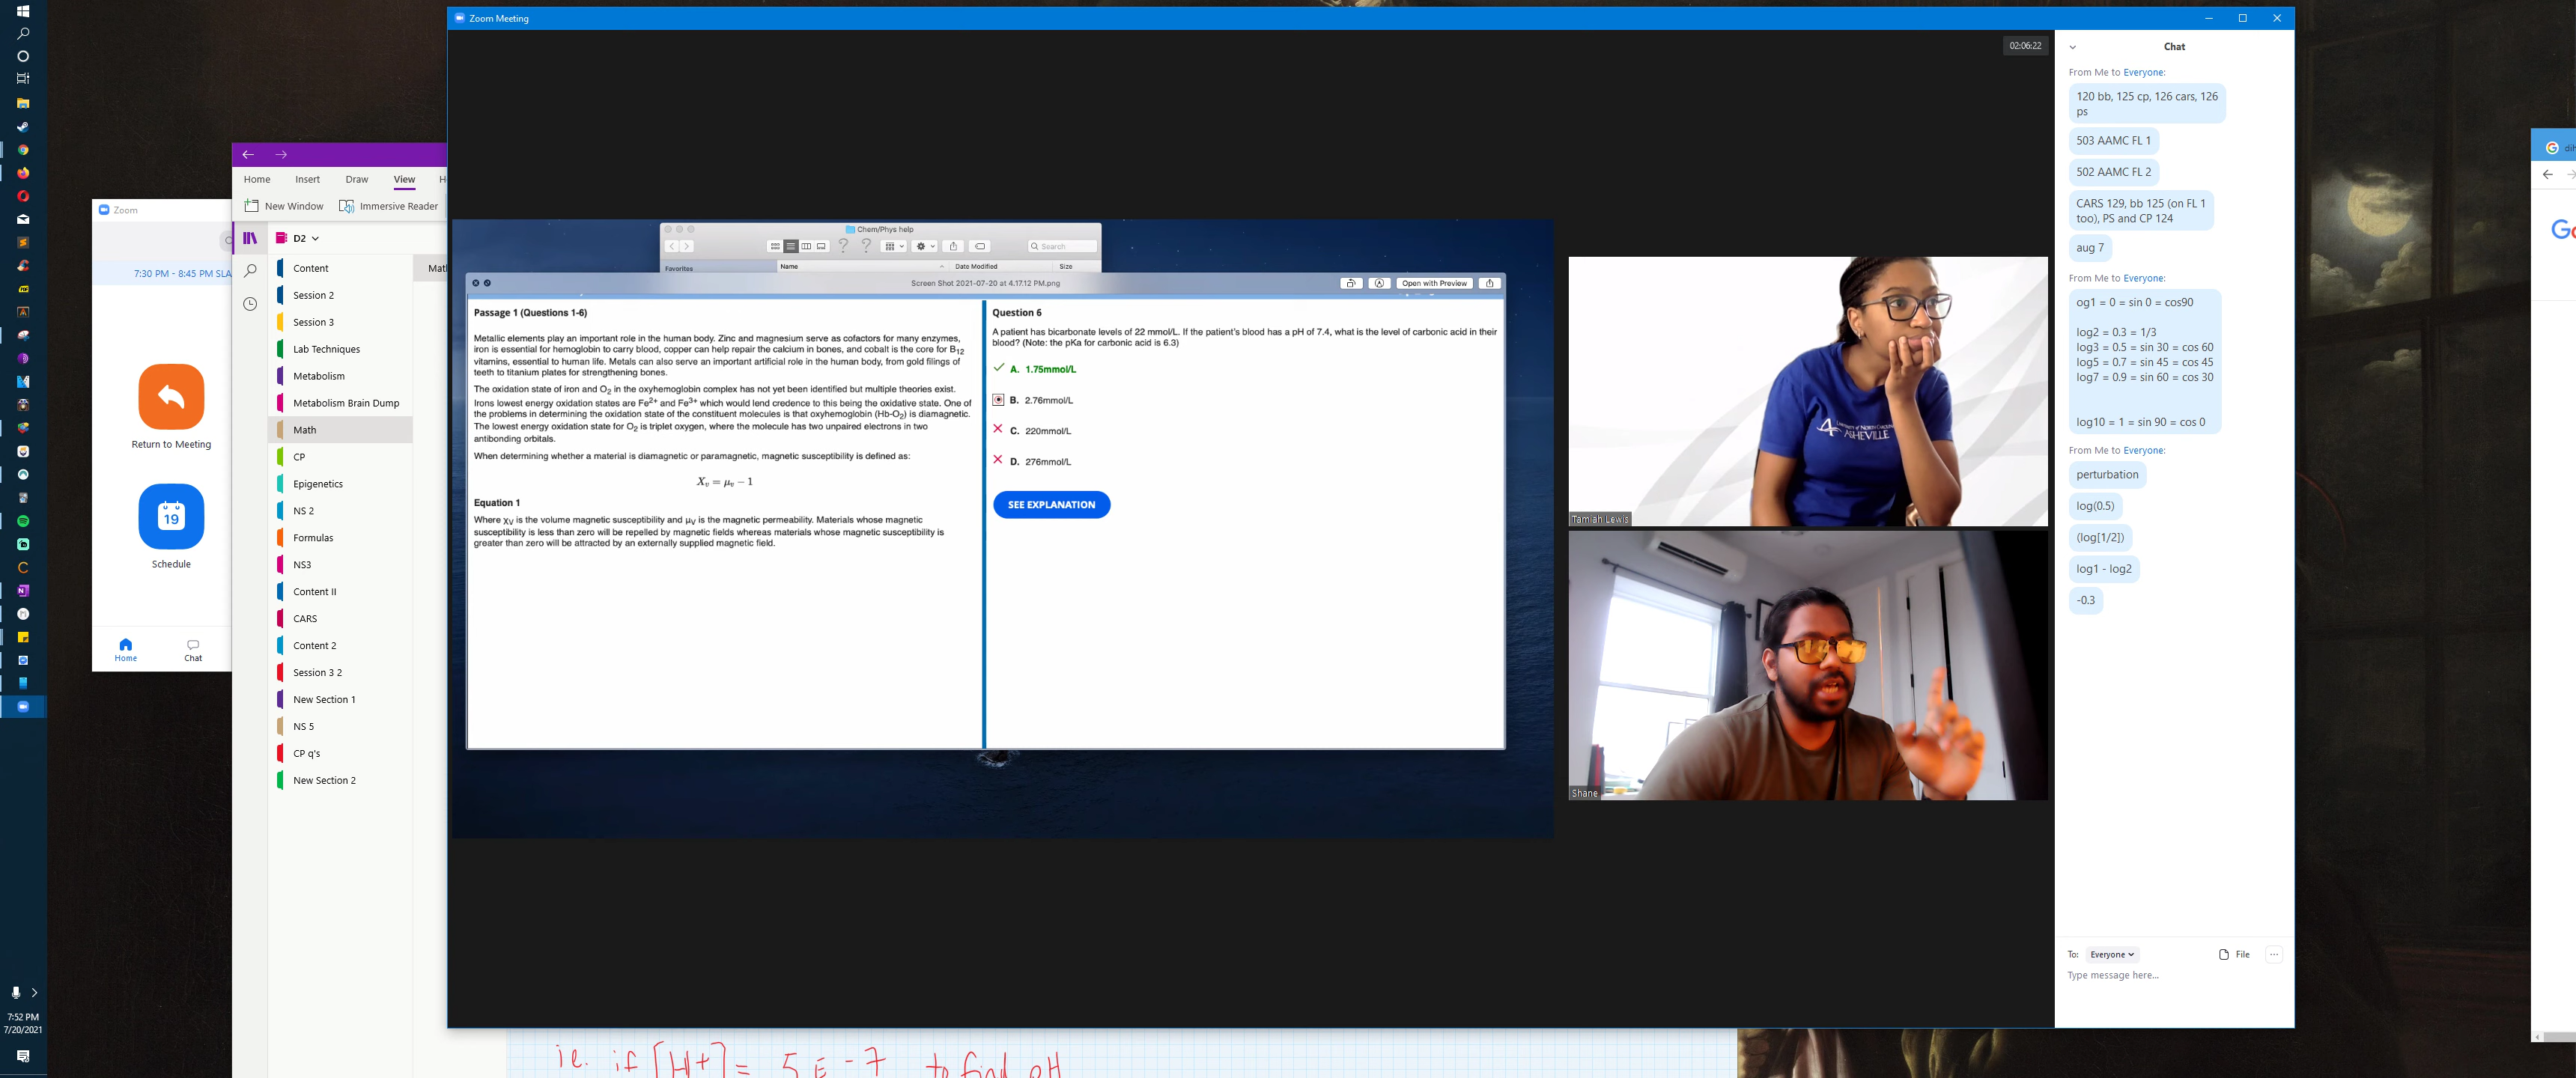 Zoom Meeting
02:06:22
Zoom
7:30 PM - 8:45 PM SLA
Return to Meeting
19
Schedule
Home
Chat
Home Insert Draw View H
New Window Immersive Reader
D2
Content
Session 2
Session 3
Lab Techniques
Metabolism
Metabolism Brain Dump
Math
CP
Epigenetics
NS 2
Formulas
NS3
Content II
CARS
Content 2
Session 3 2
New Section 1
NS 5
CP q's
New Section 2
Chem/Phys help
Search
Favorites
Name Date Modified Size
Screen Shot 2021-07-20 at 4.17.12 PM.png
Open with Preview
Passage 1 (Questions 1-6)
Metallic elements play an important role in the human body. Zinc and magnesium serve as cofactors for many enzymes,
iron is essential for hemoglobin to carry blood, copper can help repair the calcium in bones, and cobalt is the core for B12
vitamins, essential to human life. Metals can also serve an important artificial role in the human body, from gold filings of
teeth to titanium plates for strengthening bones.
The oxidation state of iron and O2 in the oxyhemoglobin complex has not yet been identified but multiple theories exist.
Irons lowest energy oxidation states are Fe2+ and Fe3+ which would lend credence to this being the oxidative state. One of
the problems in determining the oxidation state of the constituent molecules is that oxyhemoglobin (Hb-O2) is diamagnetic.
The lowest energy oxidation state for O2 is triplet oxygen, where the molecule has two unpaired electrons in two
antibonding orbitals.
When determining whether a material is diamagnetic or paramagnetic, magnetic susceptibility is defined as:
Xv = μv − 1
Equation 1
Where χv is the volume magnetic susceptibility and μv is the magnetic permeability. Materials whose magnetic
susceptibility is less than zero will be repelled by magnetic fields whereas materials whose magnetic susceptibility is
greater than zero will be attracted by an externally supplied magnetic field.
Question 6
A patient has bicarbonate levels of 22 mmol/L. If the patient's blood has a pH of 7.4, what is the level of carbonic acid in their
blood? (Note: the pKa for carbonic acid is 6.3)
A. 1.75mmol/L
B. 2.76mmol/L
C. 220mmol/L
D. 276mmol/L
SEE EXPLANATION
ASHEVILLE
Tamiah Lewis
Shane
Chat
From Me to Everyone:
120 bb, 125 cp, 126 cars, 126
ps
503 AAMC FL 1
502 AAMC FL 2
CARS 129, bb 125 (on FL 1
too), PS and CP 124
aug 7
From Me to Everyone:
og1 = 0 = sin 0 = cos90
log2 = 0.3 = 1/3
log3 = 0.5 = sin 30 = cos 60
log5 = 0.7 = sin 45 = cos 45
log7 = 0.9 = sin 60 = cos 30
log10 = 1 = sin 90 = cos 0
From Me to Everyone:
perturbation
log(0.5)
(log[1/2])
log1 - log2
-0.3
To: Everyone File
Type message here...
7:52 PM
7/20/2021
ie. if [H+] = 5 E -7 to find pH